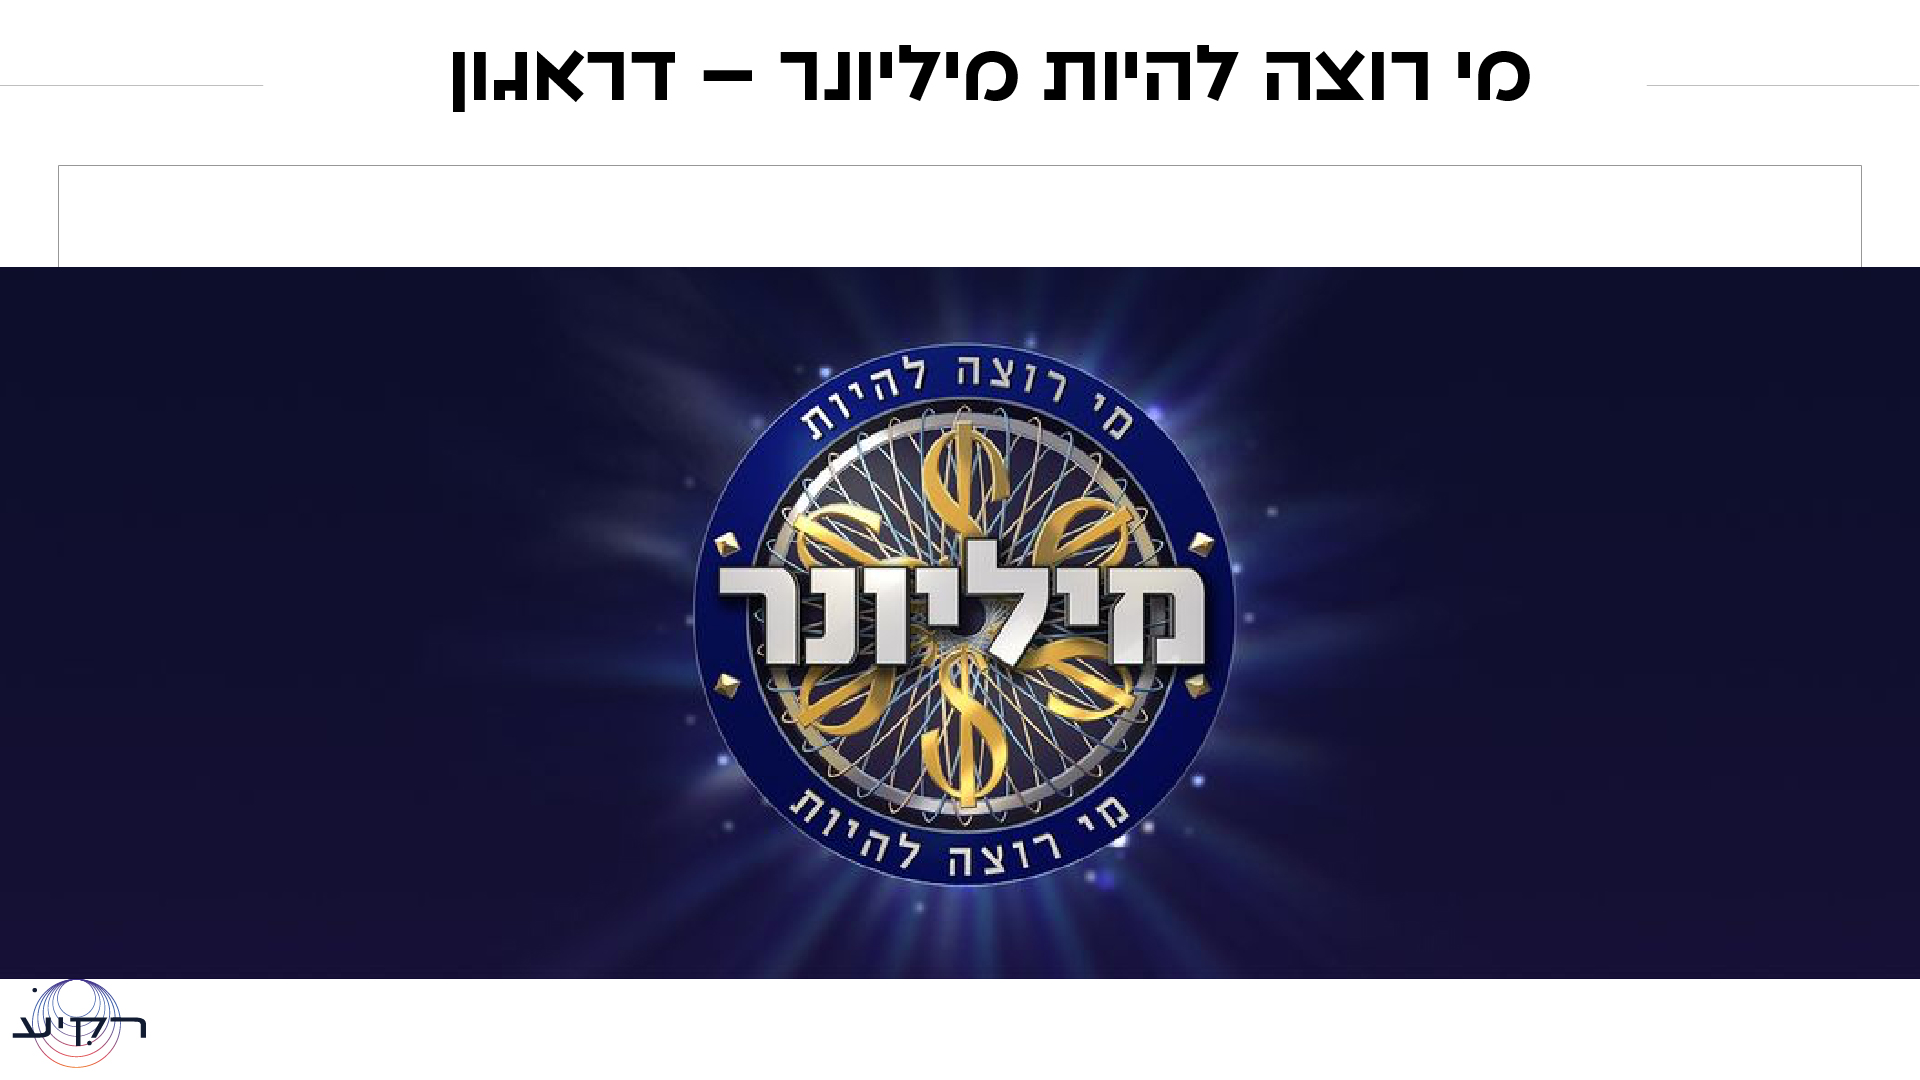 מי רוצה להיות מיליונר – דראגון
מי רוצה להיות
מיליונר
מי רוצה להיות
רקיע